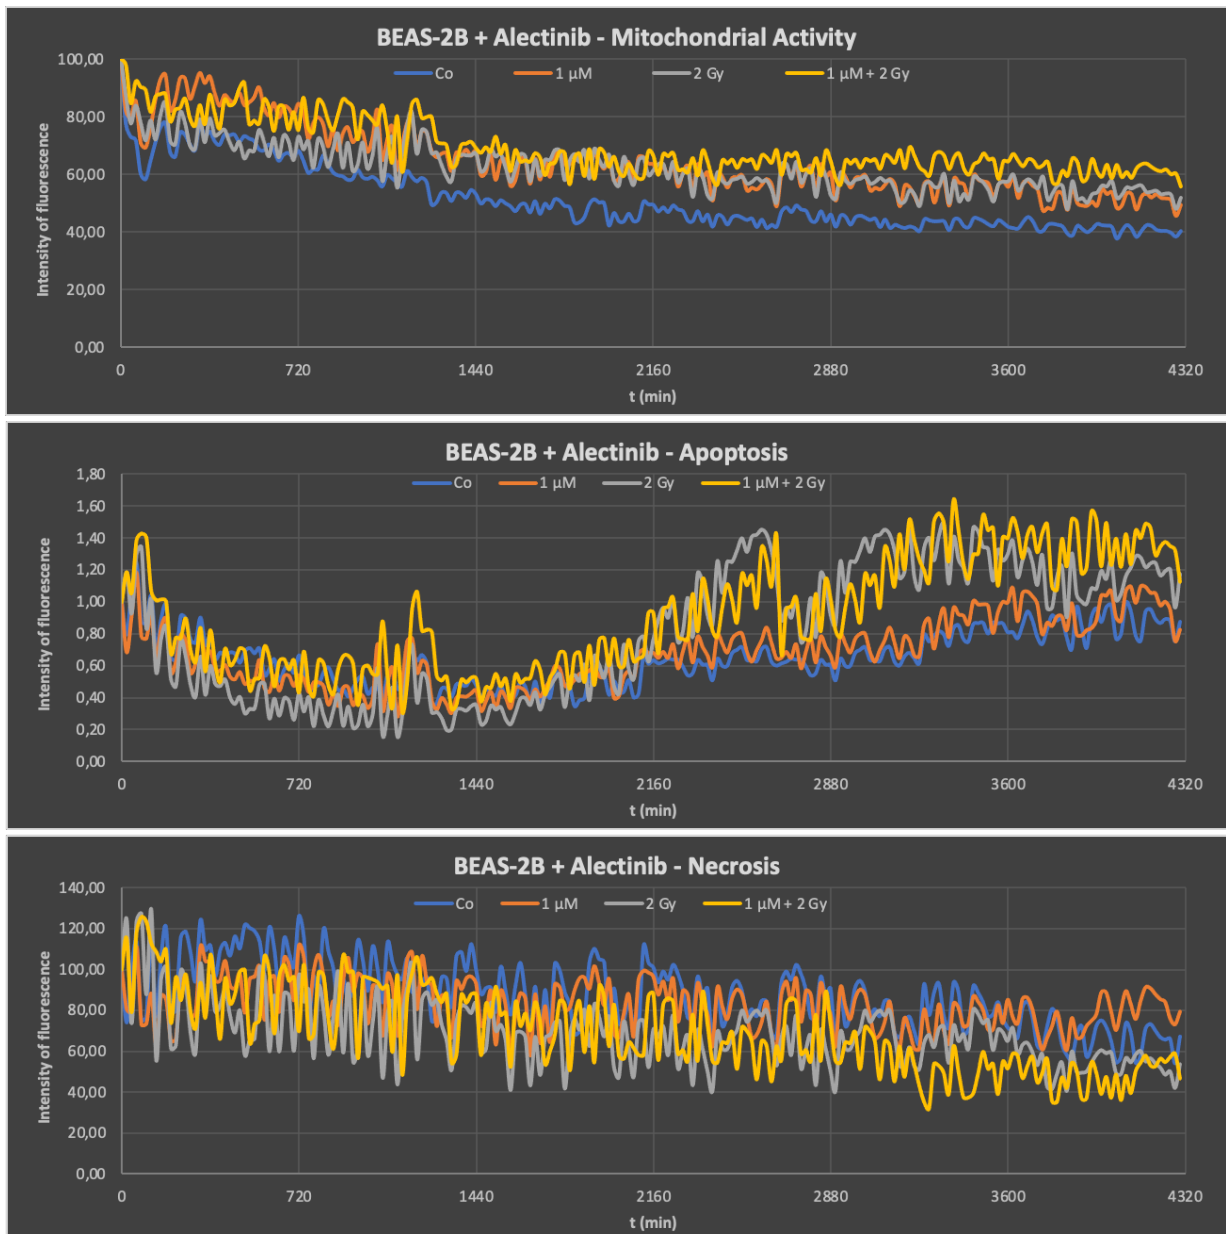 BEAS-2B + Alectinib - Mitochondrial Activity
Co 1 µM 2 Gy 1 µM + 2 Gy
Intensity of fluorescence
100,00
80,00
60,00
40,00
20,00
0,00
0 720 1440 2160 2880 3600 4320
t (min)
BEAS-2B + Alectinib - Apoptosis
Co 1 µM 2 Gy 1 µM + 2 Gy
Intensity of fluorescence
1,80
1,60
1,40
1,20
1,00
0,80
0,60
0,40
0,20
0,00
0 720 1440 2160 2880 3600 4320
t (min)
BEAS-2B + Alectinib - Necrosis
Co 1 µM 2 Gy 1 µM + 2 Gy
Intensity of fluorescence
140,00
120,00
100,00
80,00
60,00
40,00
20,00
0,00
0 720 1440 2160 2880 3600 4320
t (min)